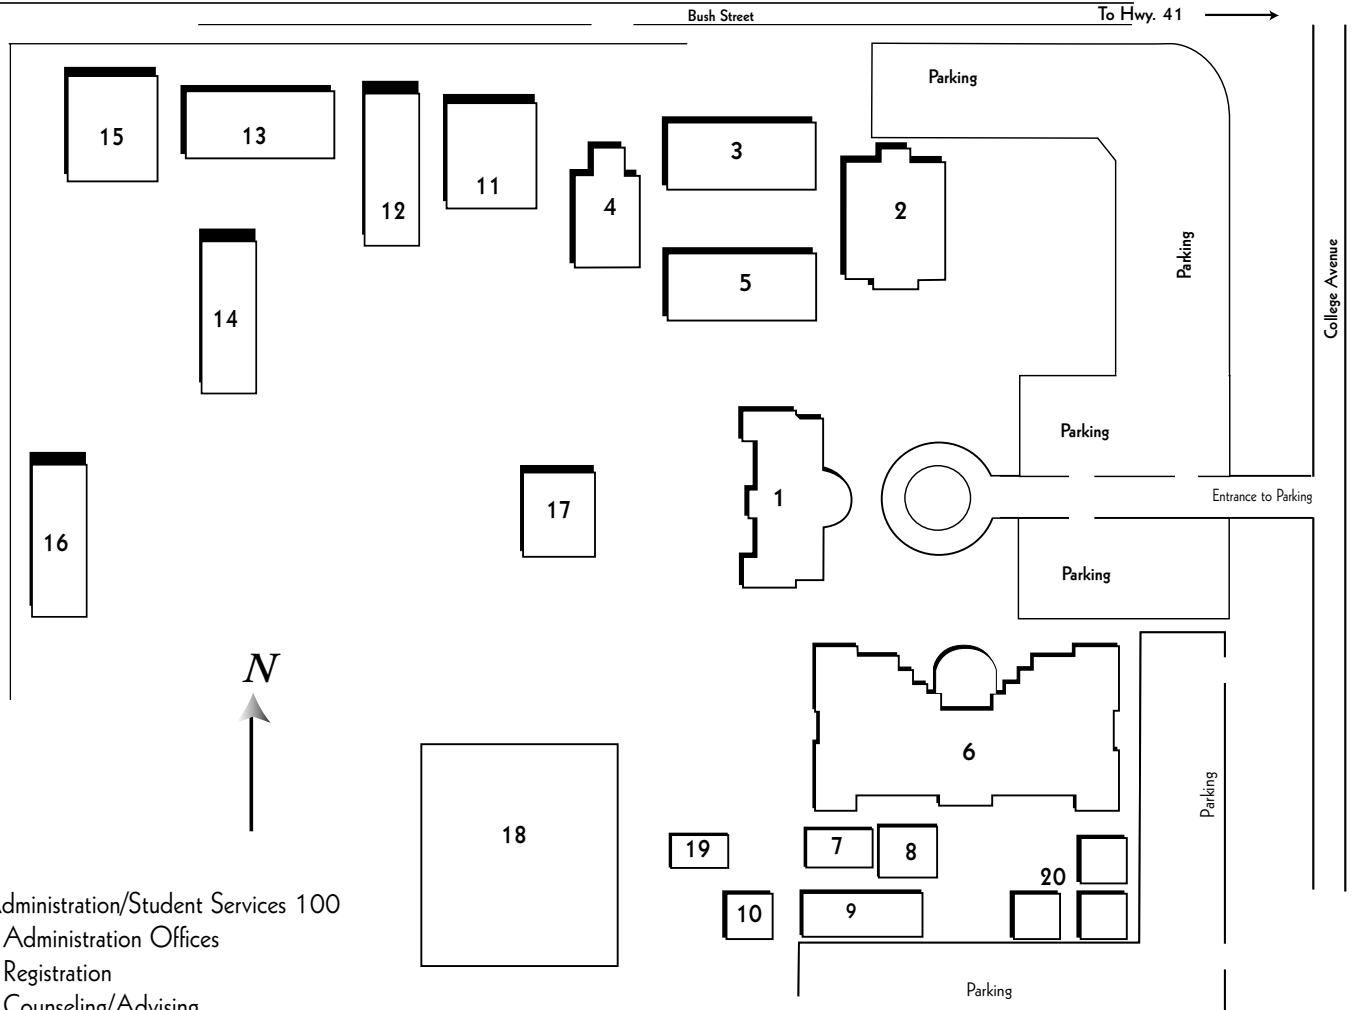 Bush Street
To Hwy. 41
Parking
15
13
12
11
4
3
2
5
14
Parking
College Avenue
Parking
1
17
16
Entrance to Parking
Parking
N
6
Parking
18
19
7
8
20
10
9
Administration/Student Services 100
Administration Offices
Registration
Counseling/Advising
Parking